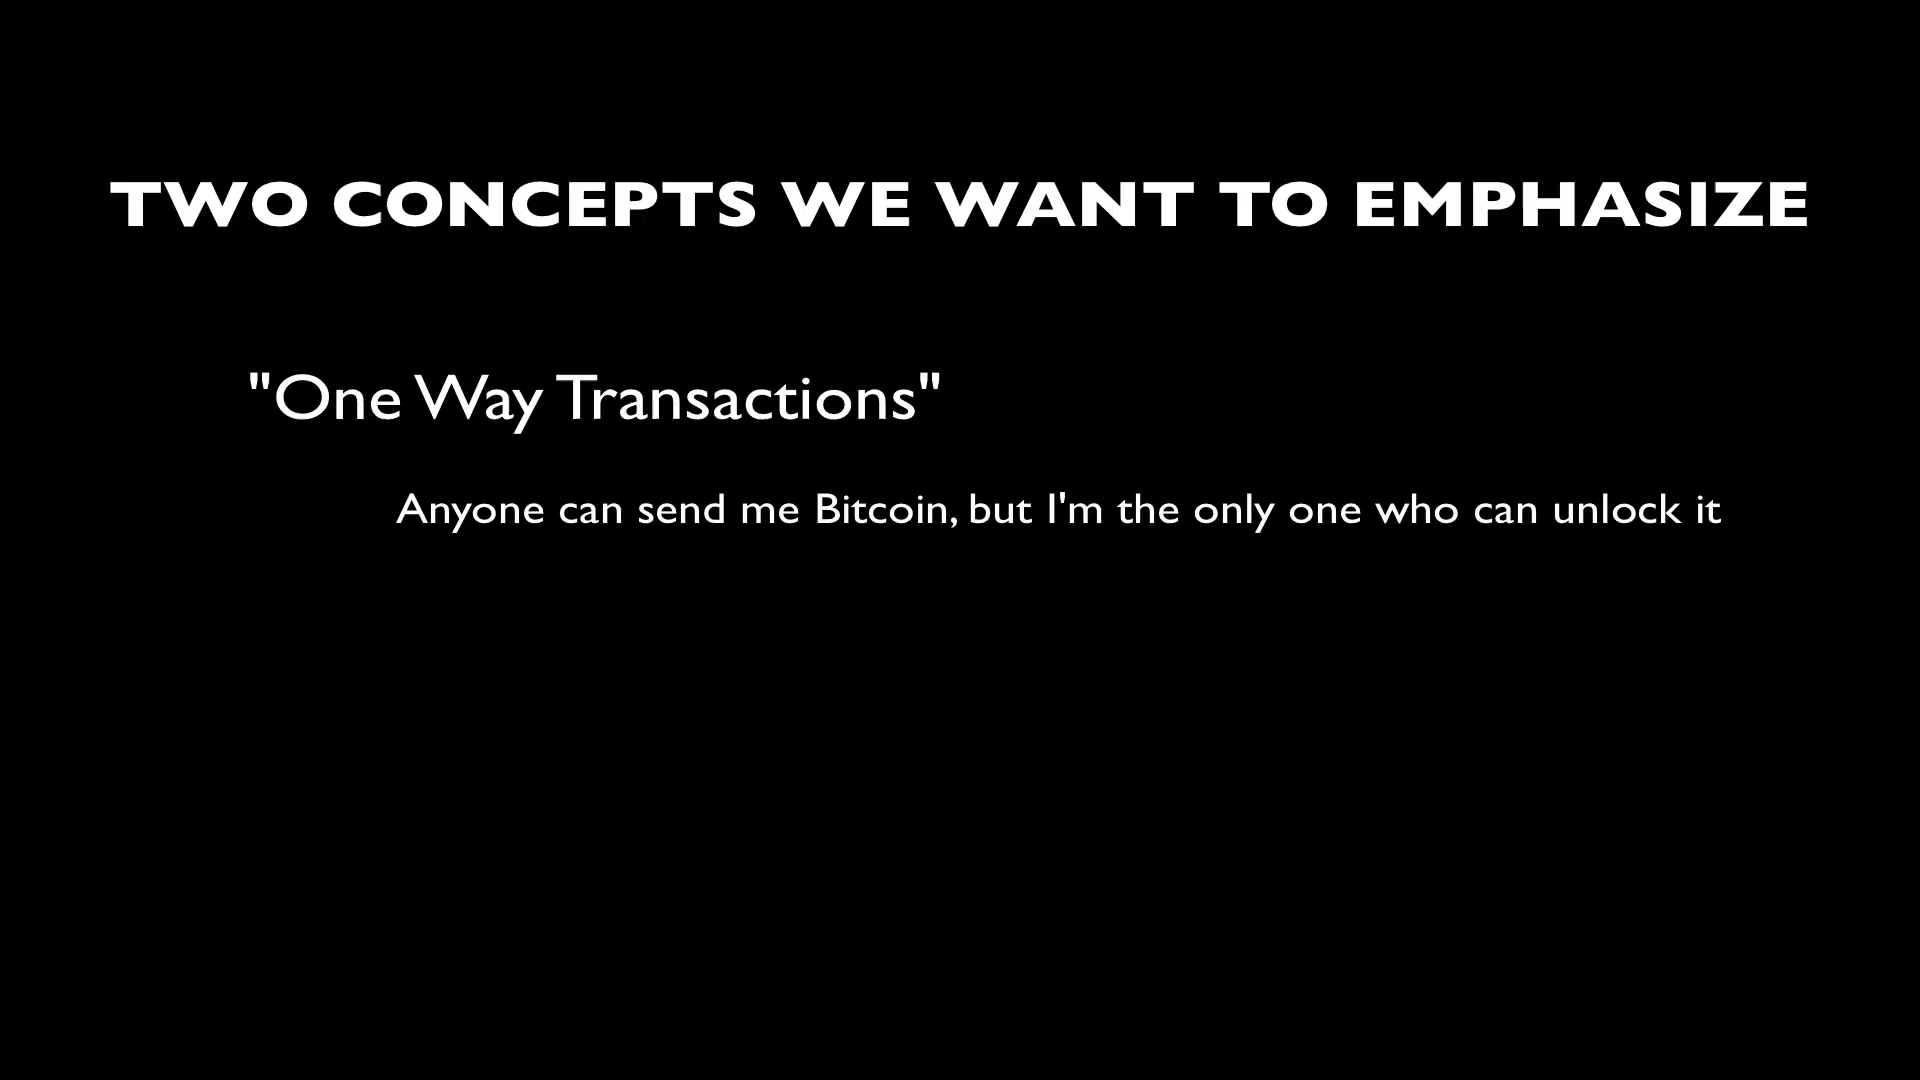 TWO CONCEPTS WE WANT TO EMPHASIZE
"One Way Transactions"
Anyone can send me Bitcoin, but I'm the only one who can unlock it